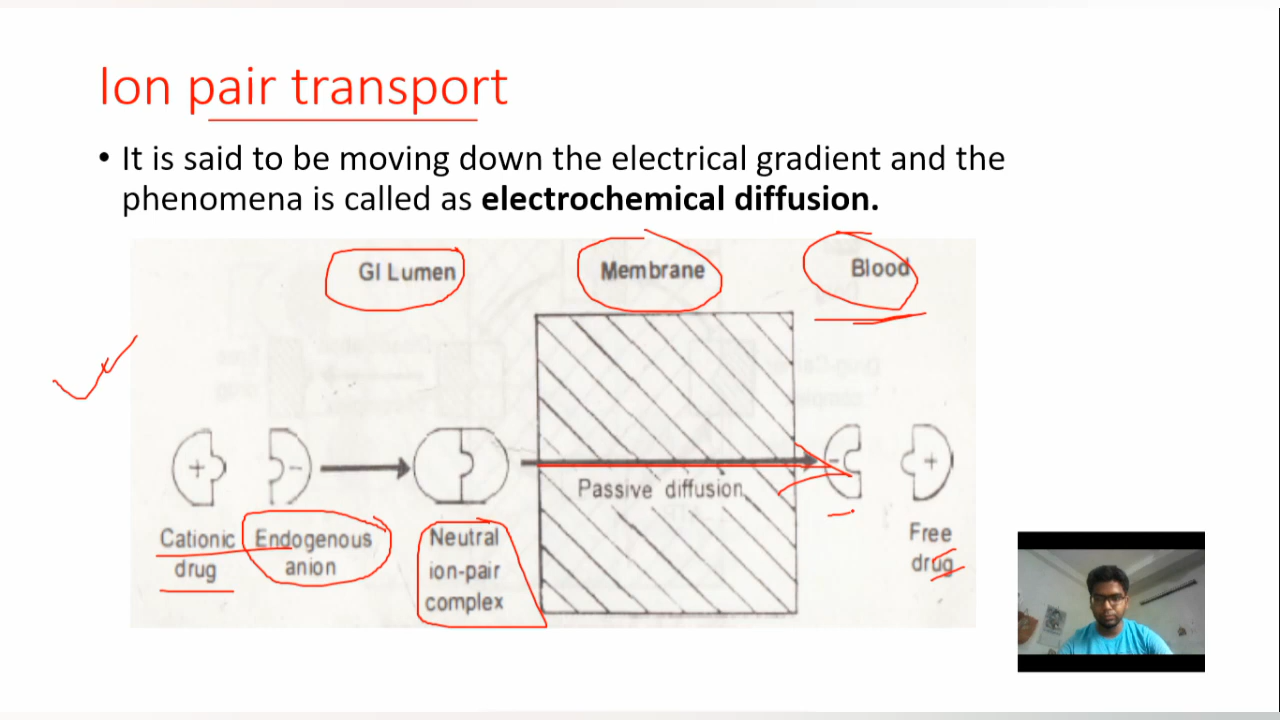 Ion pair transport
• It is said to be moving down the electrical gradient and the
phenomena is called as electrochemical diffusion.
GI Lumen Membrane Blood
+ − − +
Passive diffusion
Cationic Endogenous Neutral Free
drug anion ion-pair drug
complex